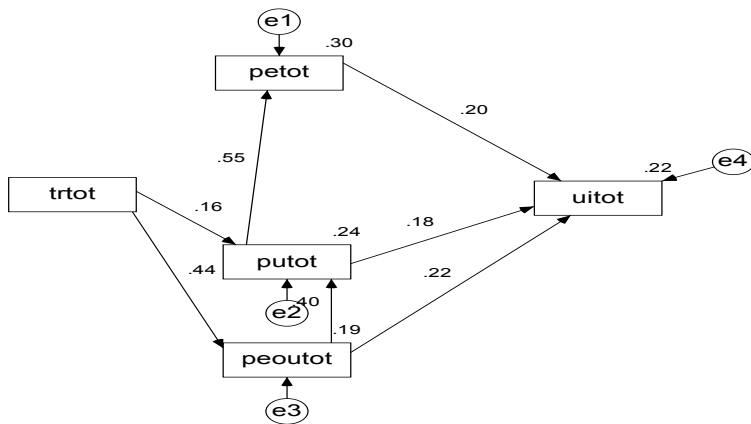 e1
.30
petot
.20
.55
e4
.22
trtot
.16
uitot
.24
.18
putot
.44
.22
e2
.40
.19
peoutot
e3